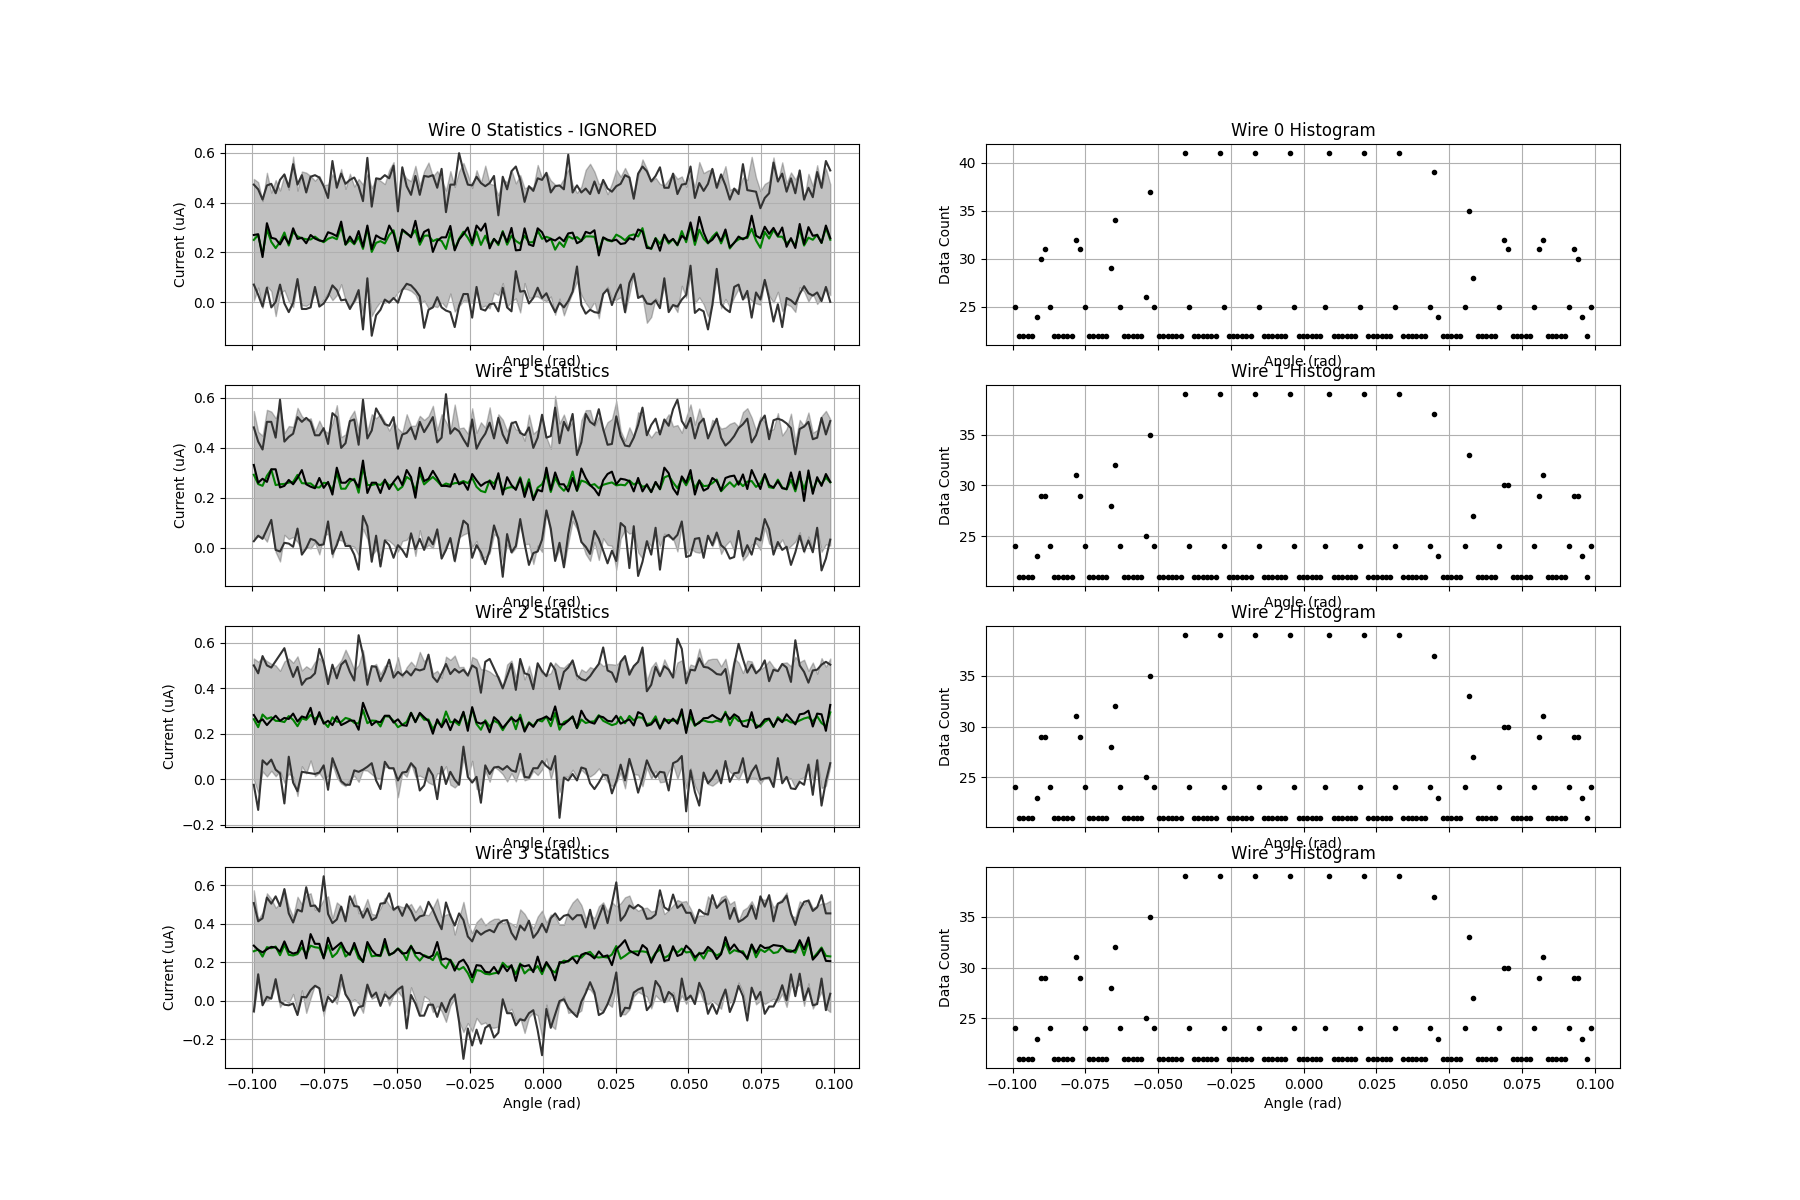 Wire 0 Statistics - IGNORED
Current (uA)
0.6
0.4
0.2
0.0
Angle (rad)
Wire 0 Histogram
Data Count
40
35
30
25
Angle (rad)
Wire 1 Statistics
Current (uA)
0.6
0.4
0.2
0.0
Angle (rad)
Wire 1 Histogram
Data Count
35
30
25
Angle (rad)
Wire 2 Statistics
Current (uA)
0.6
0.4
0.2
0.0
−0.2
Angle (rad)
Wire 2 Histogram
Data Count
35
30
25
Angle (rad)
Wire 3 Statistics
Current (uA)
0.6
0.4
0.2
0.0
−0.2
−0.100 −0.075 −0.050 −0.025 0.000 0.025 0.050 0.075 0.100
Angle (rad)
Wire 3 Histogram
Data Count
35
30
25
−0.100 −0.075 −0.050 −0.025 0.000 0.025 0.050 0.075 0.100
Angle (rad)